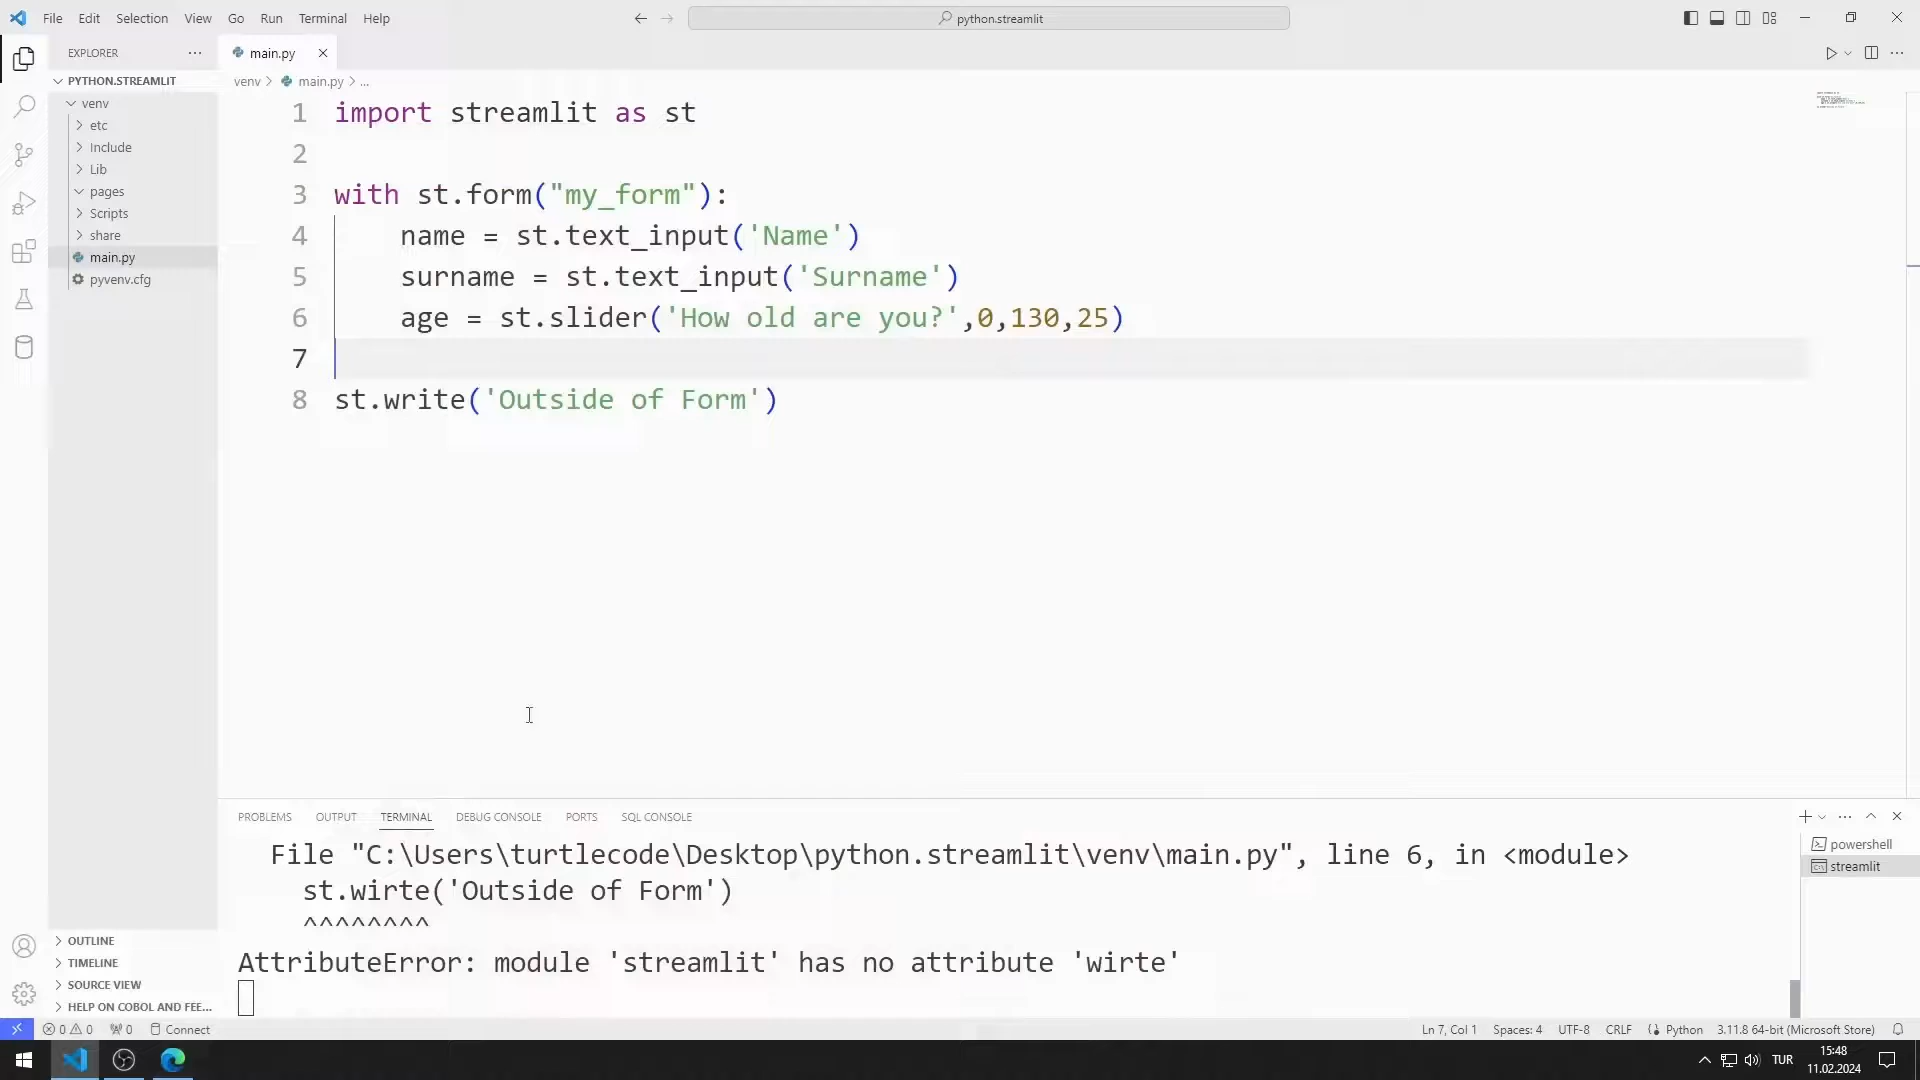 File Edit Selection View Go Run Terminal Help
python.streamlit
EXPLORER
main.py
PYTHON.STREAMLIT
venv > main.py > ...
venv
etc
Include
Lib
pages
Scripts
share
main.py
pyvenv.cfg
1 import streamlit as st
2
3 with st.form("my_form"):
4 name = st.text_input('Name')
5 surname = st.text_input('Surname')
6 age = st.slider('How old are you?',0,130,25)
7
8 st.write('Outside of Form')
PROBLEMS OUTPUT TERMINAL DEBUG CONSOLE PORTS SQL CONSOLE
File "C:\Users\turtlecode\Desktop\python.streamlit\venv\main.py", line 6, in <module>
st.wirte('Outside of Form')
^^^^^^^^
AttributeError: module 'streamlit' has no attribute 'wirte'
powershell
streamlit
OUTLINE
TIMELINE
SOURCE VIEW
HELP ON COBOL AND FEE...
0 0 0 Connect
Ln 7, Col 1 Spaces: 4 UTF-8 CRLF Python 3.11.8 64-bit (Microsoft Store)
TUR
15:48
11.02.2024